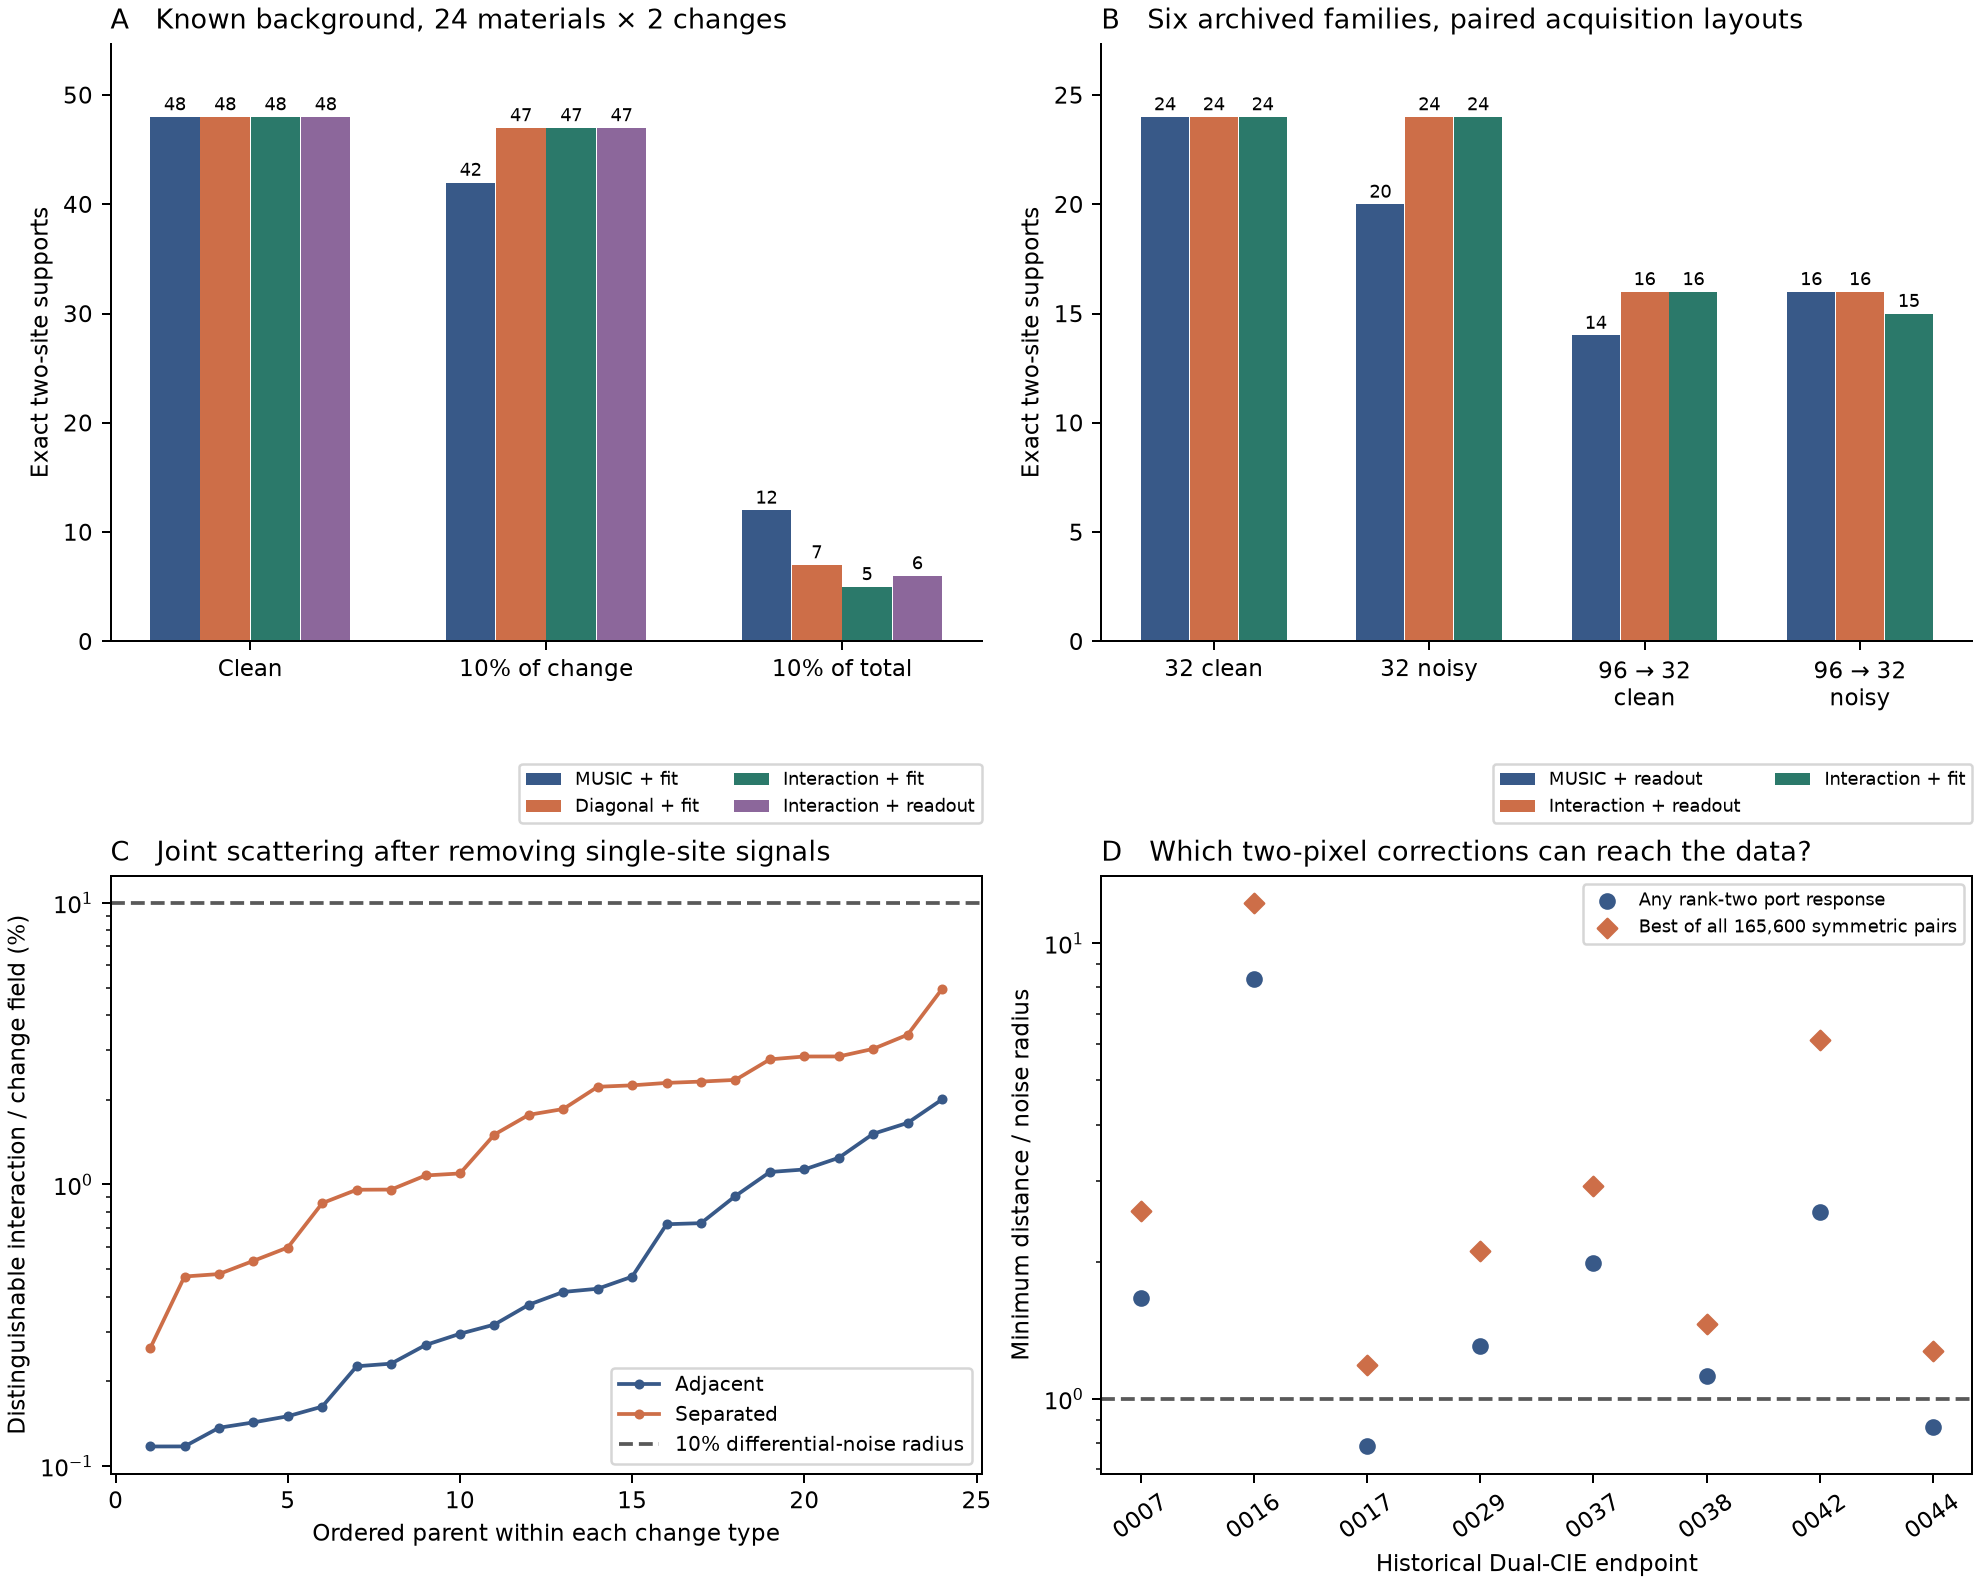 A Known background, 24 materials × 2 changes
Exact two-site supports
50
40
30
20
10
0
48 48 48 48
42 47 47 47
12 7 5 6
Clean 10% of change 10% of total
MUSIC + fit
Diagonal + fit
Interaction + fit
Interaction + readout
B Six archived families, paired acquisition layouts
Exact two-site supports
25
20
15
10
5
0
24 24 24
20 24 24
14 16 16
16 16 15
32 clean 32 noisy 96 → 32 clean 96 → 32 noisy
MUSIC + readout
Interaction + readout
Interaction + fit
C Joint scattering after removing single-site signals
Distinguishable interaction / change field (%)
10¹
10⁰
10⁻¹
Adjacent
Separated
10% differential-noise radius
0 5 10 15 20 25
Ordered parent within each change type
D Which two-pixel corrections can reach the data?
Minimum distance / noise radius
10¹
10⁰
Any rank-two port response
Best of all 165,600 symmetric pairs
0007 0016 0017 0029 0037 0038 0042 0044
Historical Dual-CIE endpoint